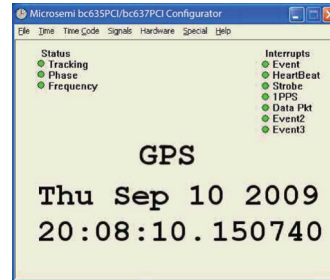 Microsemi bc635PCI/bc637PCI Configurator
File Time Time Code Signals Hardware Special Help
Status
Tracking
Phase
Frequency
Interrupts
Event
HeartBeat
Strobe
1PPS
Data Pkt
Event2
Event3
GPS
Thu Sep 10 2009
20:08:10.150740